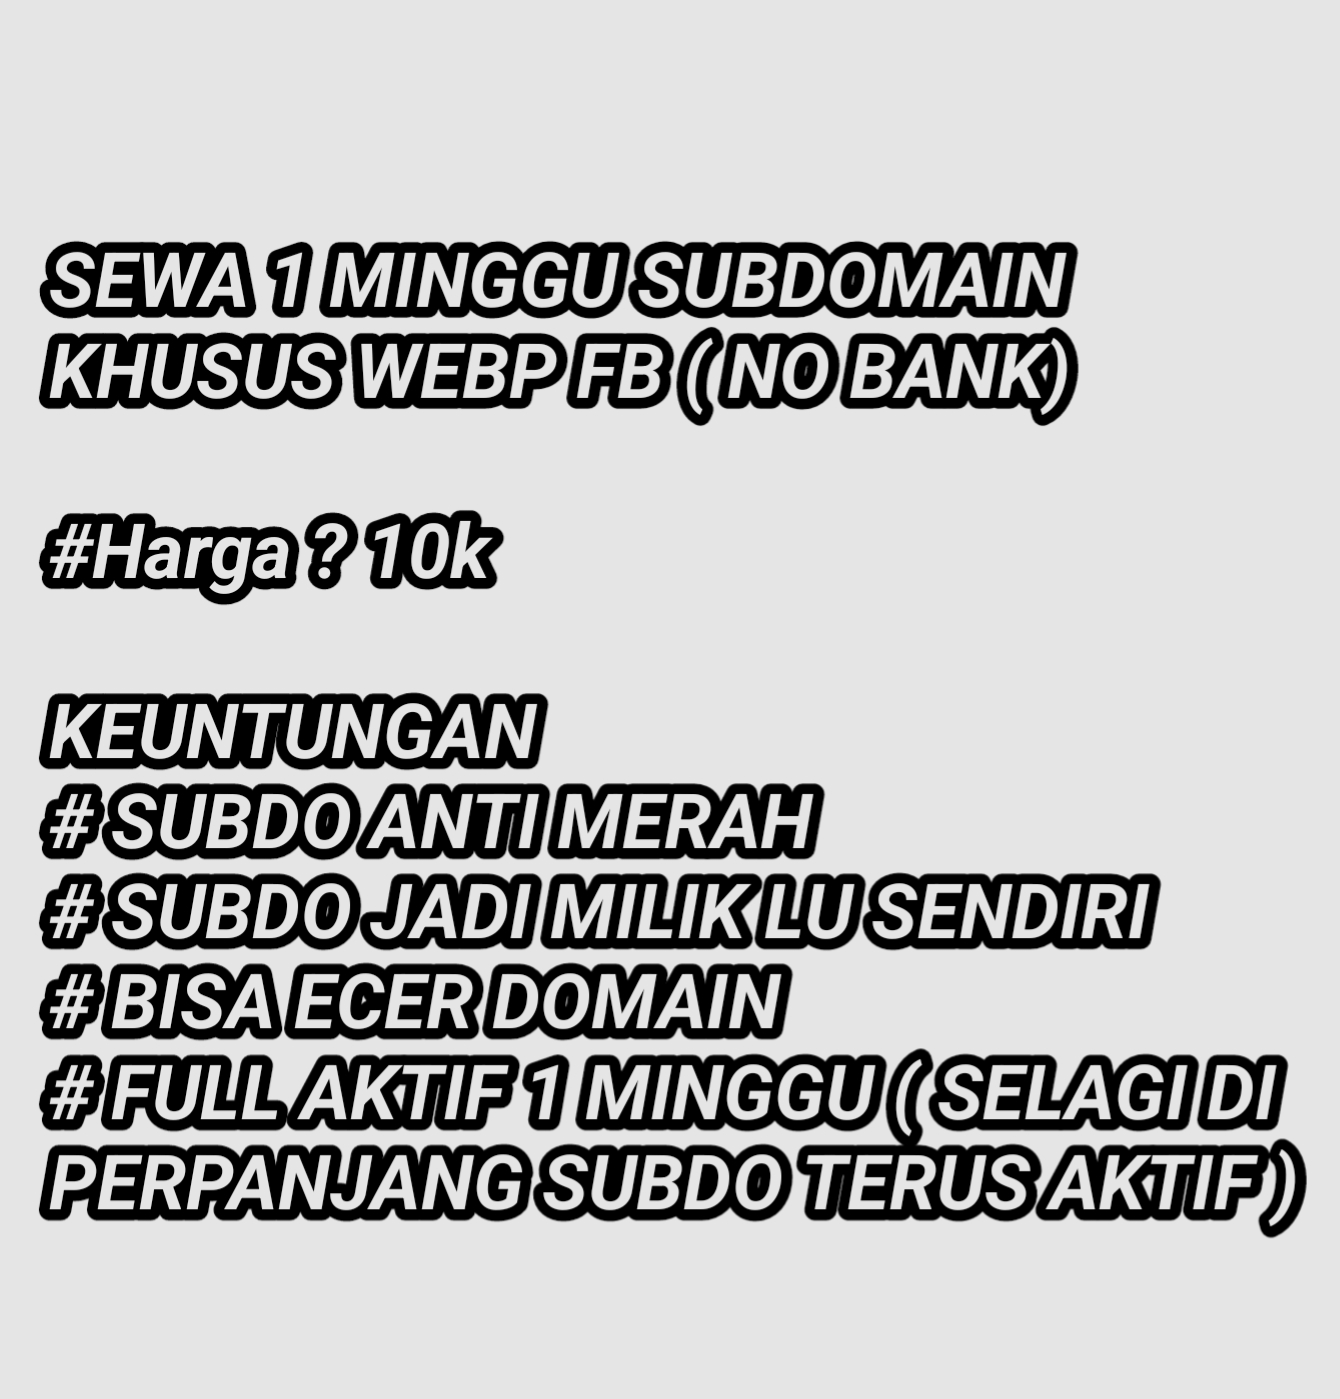 SEWA 1 MINGGU SUBDOMAIN
KHUSUS WEBP FB ( NO BANK)
#Harga ? 10k
KEUNTUNGAN
# SUBDO ANTI MERAH
# SUBDO JADI MILIK LU SENDIRI
# BISA ECER DOMAIN
# FULL AKTIF 1 MINGGU ( SELAGI DI
PERPANJANG SUBDO TERUS AKTIF )